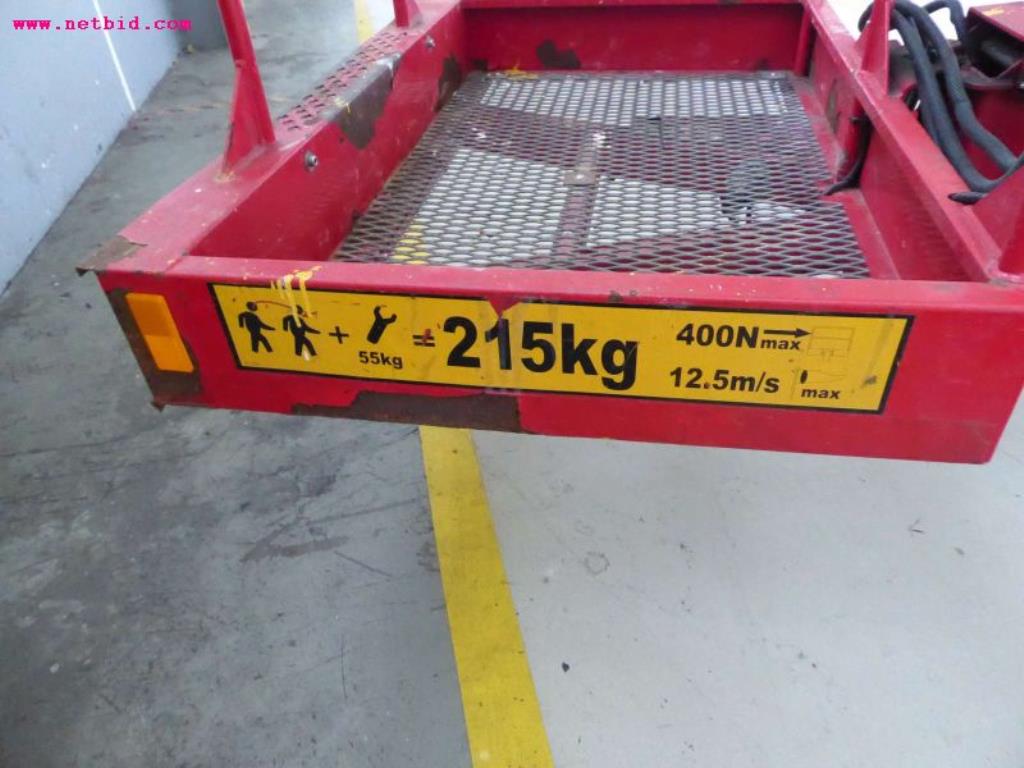 www.netbid.com
+ = 215kg 400Nmax
55kg 12.5m/s max